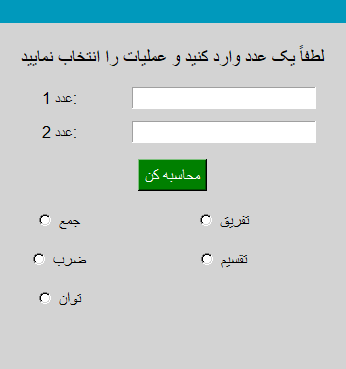 لطفاً یک عدد وارد کنید و عملیات را انتخاب نمایید
عدد 1:
عدد 2:
محاسبه کن
جمع تفریق
ضرب تقسیم
توان